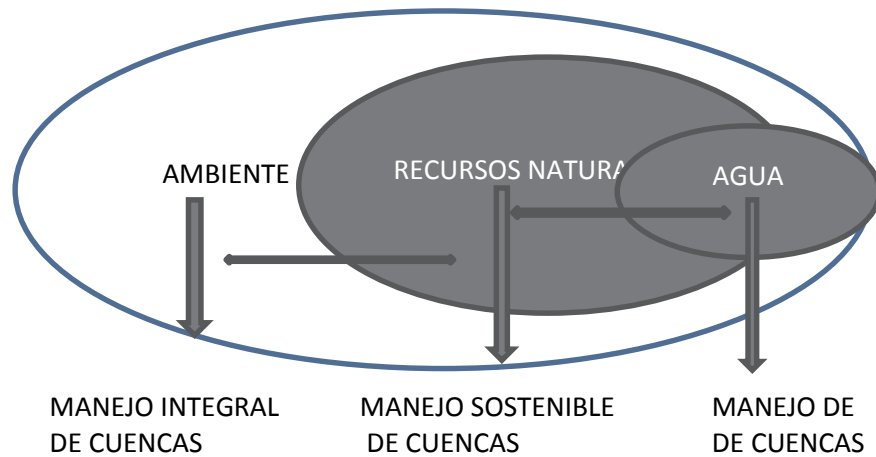 AMBIENTE
RECURSOS NATURA
AGUA
MANEJO INTEGRAL
DE CUENCAS
MANEJO SOSTENIBLE
DE CUENCAS
MANEJO DE
DE CUENCAS